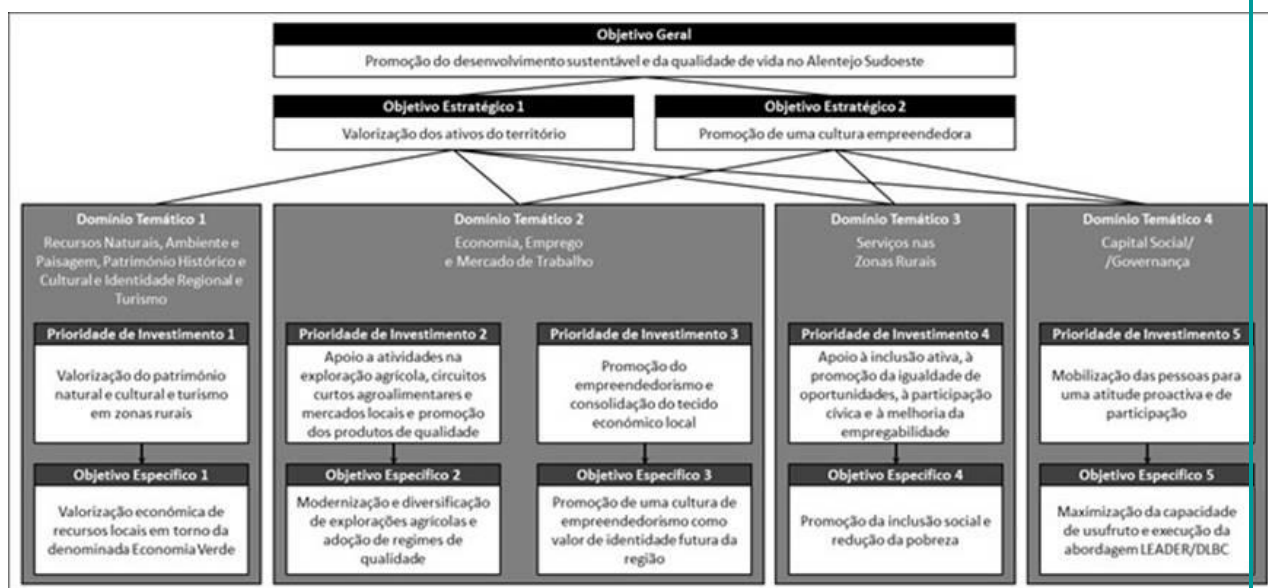 Objetivo Geral
Promoção do desenvolvimento sustentável e da qualidade de vida no Alentejo Sudoeste
Objetivo Estratégico 1
Valorização dos ativos do território
Objetivo Estratégico 2
Promoção de uma cultura empreendedora
Domínio Temático 1
Recursos Naturais, Ambiente e
Paisagem, Património Histórico e
Cultural e Identidade Regional e
Turismo
Prioridade de Investimento 1
Valorização do património
natural e cultural e turismo
em zonas rurais
Objetivo Específico 1
Valorização económica de
recursos locais em torno da
denominada Economia Verde
Domínio Temático 2
Economia, Emprego
e Mercado de Trabalho
Prioridade de Investimento 2
Apoio a atividades na
exploração agrícola, circuitos
curtos agroalimentares e
mercados locais e promoção
dos produtos de qualidade
Objetivo Específico 2
Modernização e diversificação
de explorações agrícolas e
adoção de regimes de
qualidade
Prioridade de Investimento 3
Promoção do
empreendedorismo e
consolidação do tecido
económico local
Objetivo Específico 3
Promoção de uma cultura de
empreendedorismo como
valor de identidade futura da
região
Domínio Temático 3
Serviços nas
Zonas Rurais
Prioridade de Investimento 4
Apoio à inclusão ativa, à
promoção da igualdade de
oportunidades, à participação
cívica e à melhoria da
empregabilidade
Objetivo Específico 4
Promoção da inclusão social e
redução da pobreza
Domínio Temático 4
Capital Social/
/Governança
Prioridade de Investimento 5
Mobilização das pessoas para
uma atitude proactiva e de
participação
Objetivo Específico 5
Maximização da capacidade
de usufruto e execução da
abordagem LEADER/DLBC